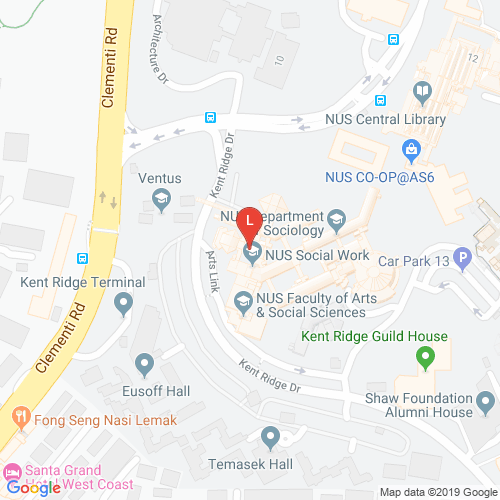 Clementi Rd
Architecture Dr
10
12
NUS Central Library
Kent Ridge Dr
NUS CO-OP@AS6
Ventus
L
NUS Department
Sociology
NUS Social Work
Car Park 13
Arts Link
Kent Ridge Terminal
NUS Faculty of Arts
& Social Sciences
Clementi Rd
Kent Ridge Guild House
Kent Ridge Dr
Eusoff Hall
Shaw Foundation
Alumni House
Fong Seng Nasi Lemak
Temasek Hall
Santa Grand
Hotel West Coast
Google
Map data ©2019 Google